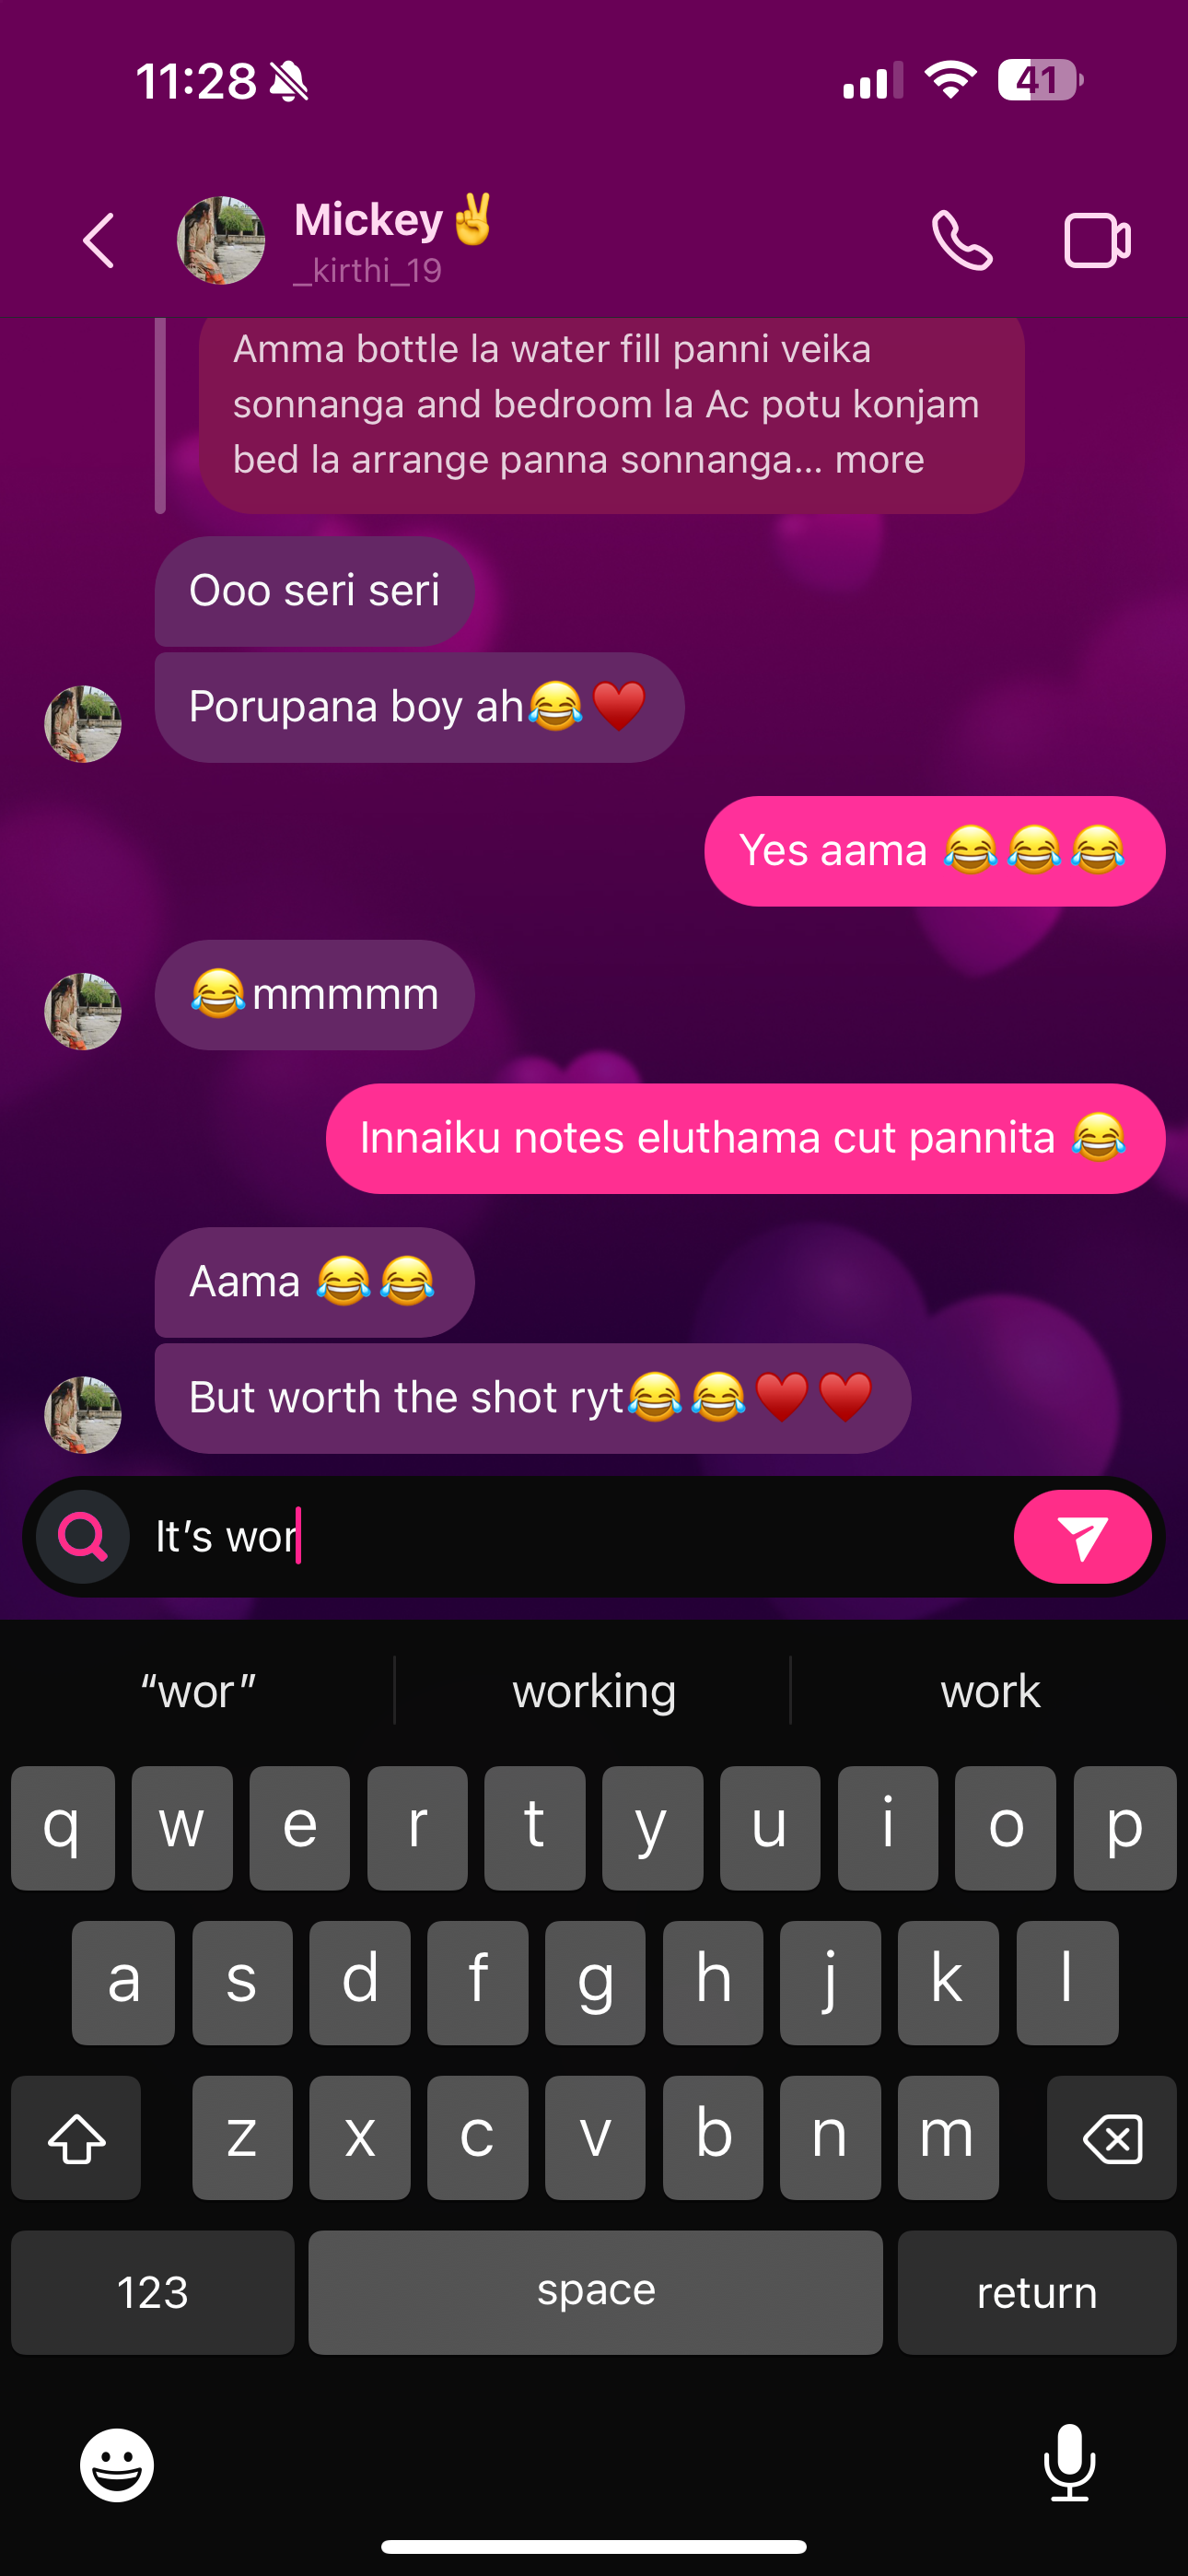 11:28
41
Mickey✌️
_kirthi_19
Amma bottle la water fill panni veika
sonnanga and bedroom la Ac potu konjam
bed la arrange panna sonnanga... more
Ooo seri seri
Porupana boy ah😂♥️
Yes aama 😂😂😂
😂mmmmm
Innaiku notes eluthama cut pannita 😂
Aama 😂😂
But worth the shot ryt😂😂♥️♥️
It’s wor
“wor” working work
q w e r t y u i o p
a s d f g h j k l
z x c v b n m
123 space return